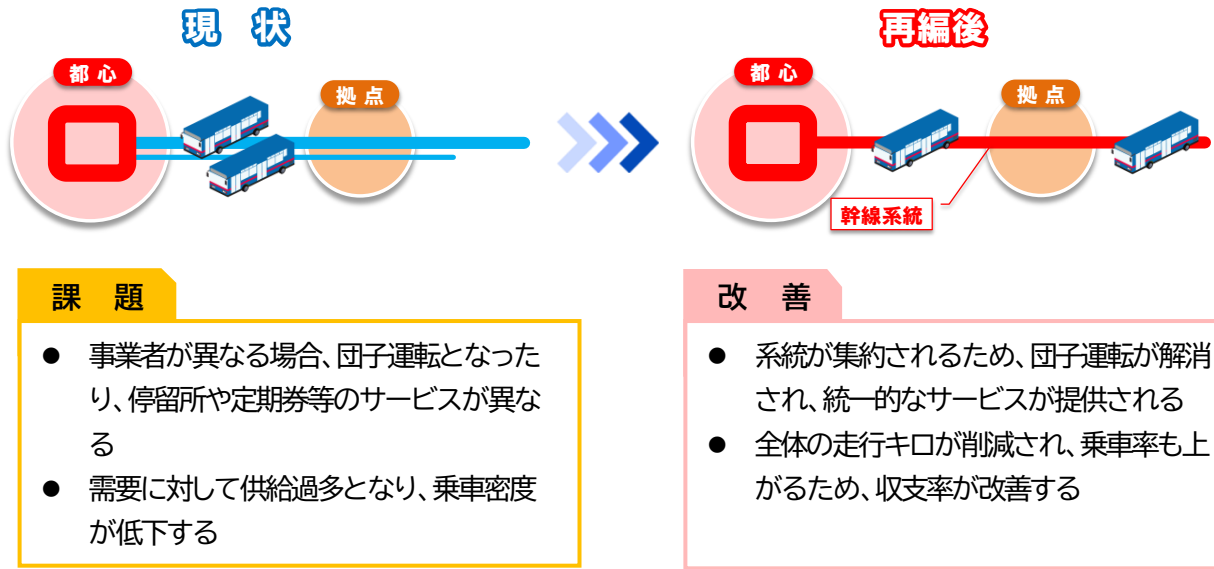 現 状
都 心
拠 点
課 題
● 事業者が異なる場合、団子運転となった
り、停留所や定期券等のサービスが異な
る
● 需要に対して供給過多となり、乗車密度
が低下する
再編後
都 心
拠 点
幹線系統
改 善
● 系統が集約されるため、団子運転が解消
され、統一的なサービスが提供される
● 全体の走行キロが削減され、乗車率も上
がるため、収支率が改善する